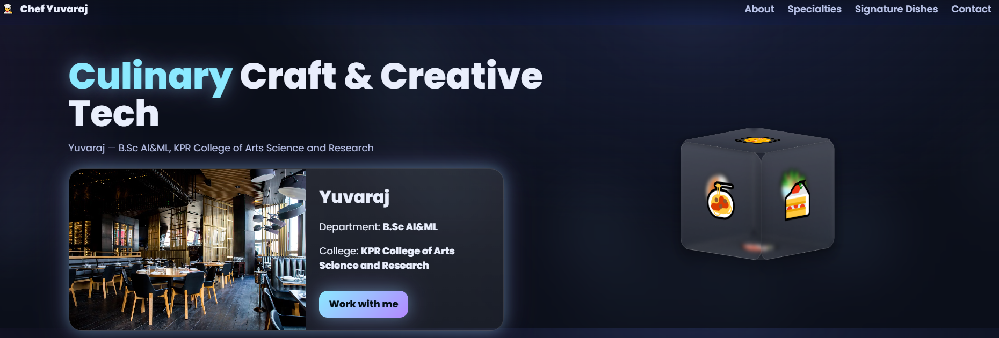 Chef Yuvaraj
About Specialties Signature Dishes Contact
Culinary Craft & Creative
Tech
Yuvaraj — B.Sc AI&ML, KPR College of Arts Science and Research
Yuvaraj
Department: B.Sc AI&ML
College: KPR College of Arts
Science and Research
Work with me